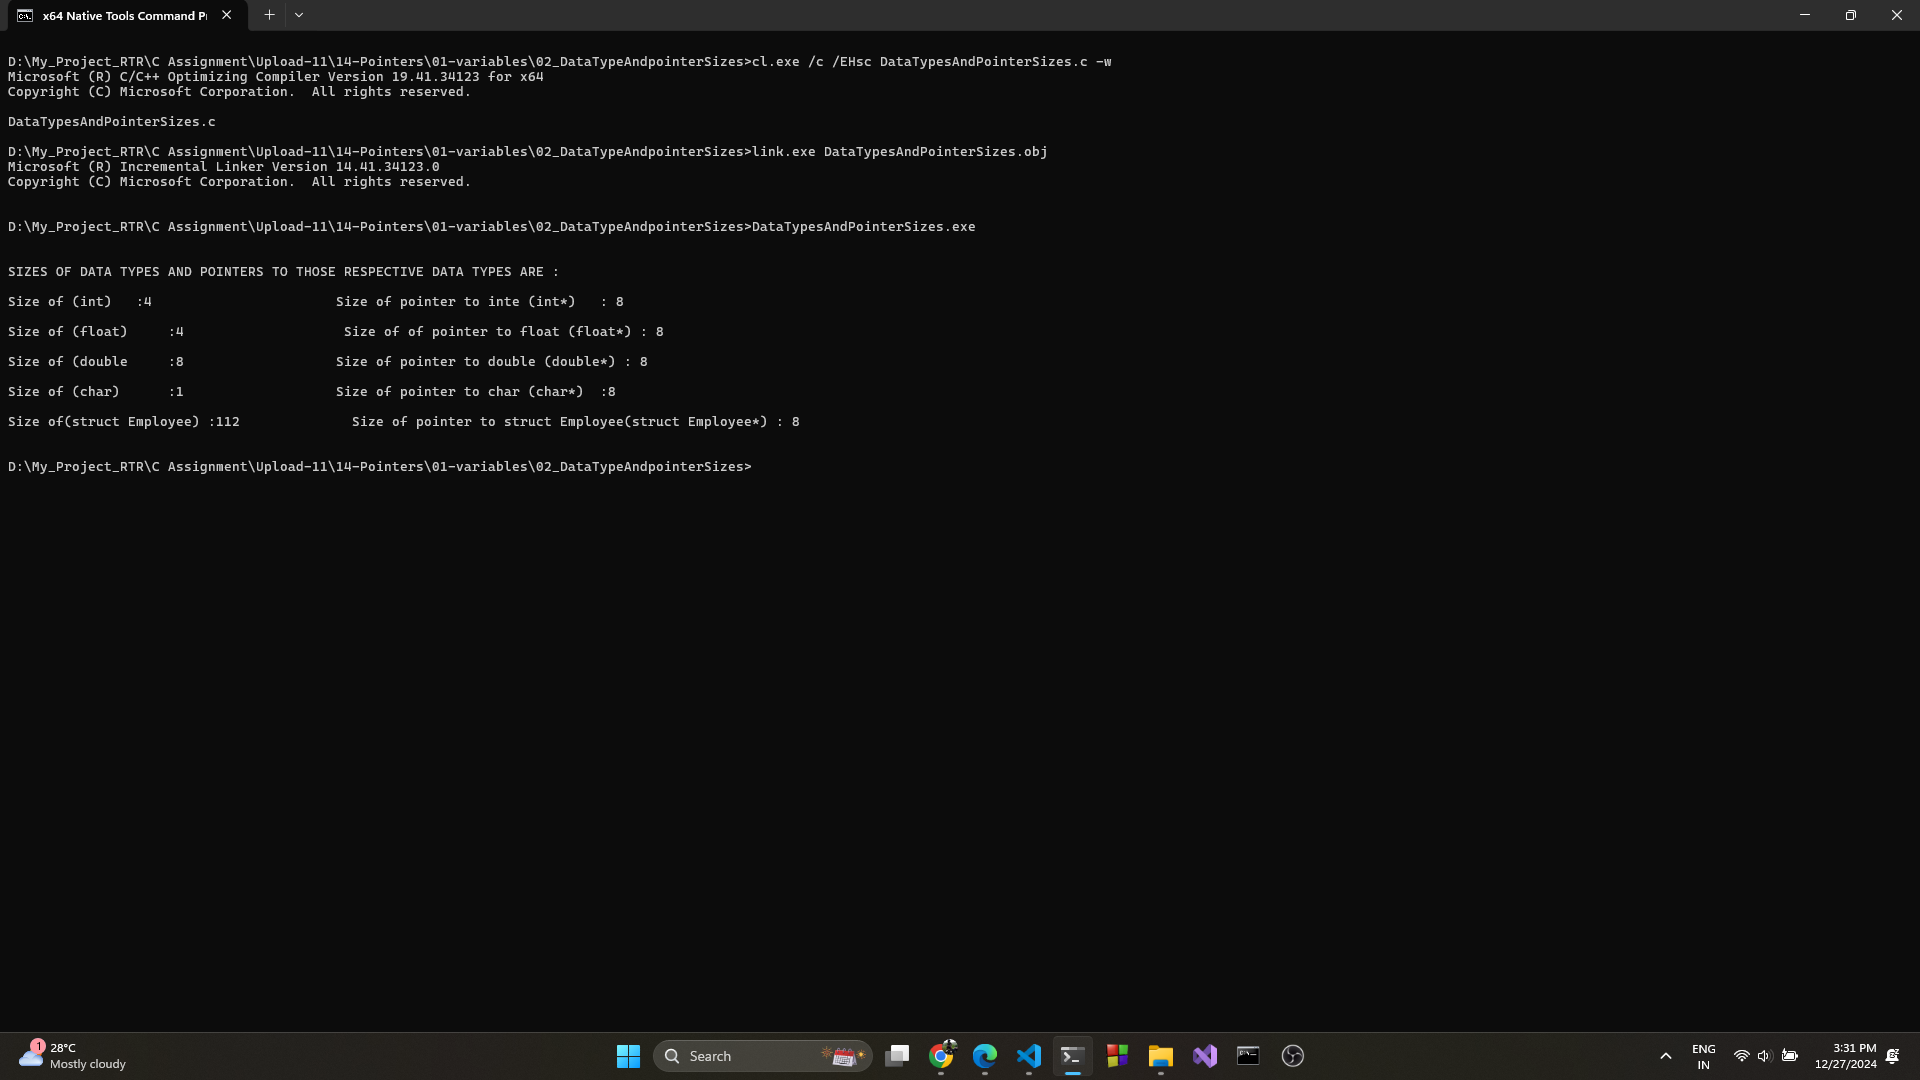 x64 Native Tools Command Pr
D:\My_Project_RTR\C Assignment\Upload-11\14-Pointers\01-variables\02_DataTypeAndpointerSizes>cl.exe /c /EHsc DataTypesAndPointerSizes.c -w
Microsoft (R) C/C++ Optimizing Compiler Version 19.41.34123 for x64
Copyright (C) Microsoft Corporation.  All rights reserved.
DataTypesAndPointerSizes.c
D:\My_Project_RTR\C Assignment\Upload-11\14-Pointers\01-variables\02_DataTypeAndpointerSizes>link.exe DataTypesAndPointerSizes.obj
Microsoft (R) Incremental Linker Version 14.41.34123.0
Copyright (C) Microsoft Corporation.  All rights reserved.
D:\My_Project_RTR\C Assignment\Upload-11\14-Pointers\01-variables\02_DataTypeAndpointerSizes>DataTypesAndPointerSizes.exe
SIZES OF DATA TYPES AND POINTERS TO THOSE RESPECTIVE DATA TYPES ARE :
Size of (int)   :4                       Size of pointer to inte (int*)   : 8
Size of (float)     :4                    Size of of pointer to float (float*) : 8
Size of (double     :8                   Size of pointer to double (double*) : 8
Size of (char)      :1                   Size of pointer to char (char*)  :8
Size of(struct Employee) :112              Size of pointer to struct Employee(struct Employee*) : 8
D:\My_Project_RTR\C Assignment\Upload-11\14-Pointers\01-variables\02_DataTypeAndpointerSizes>
1
28°C
Mostly cloudy
Search
ENG
IN
3:31 PM
12/27/2024